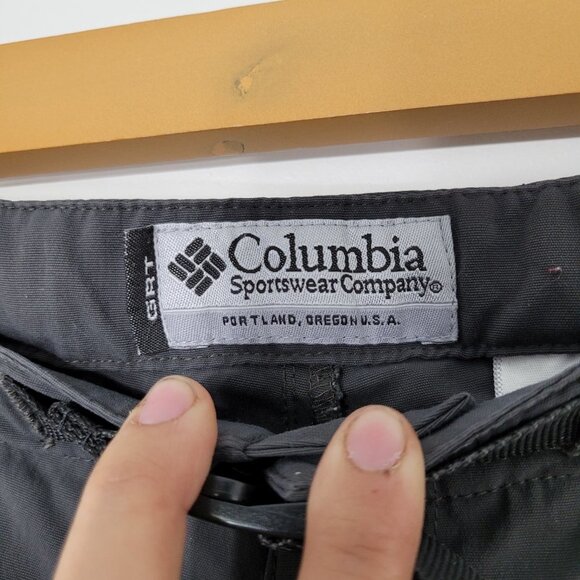 GRT
Columbia
Sportswear Company®
PORTLAND, OREGON U.S.A.